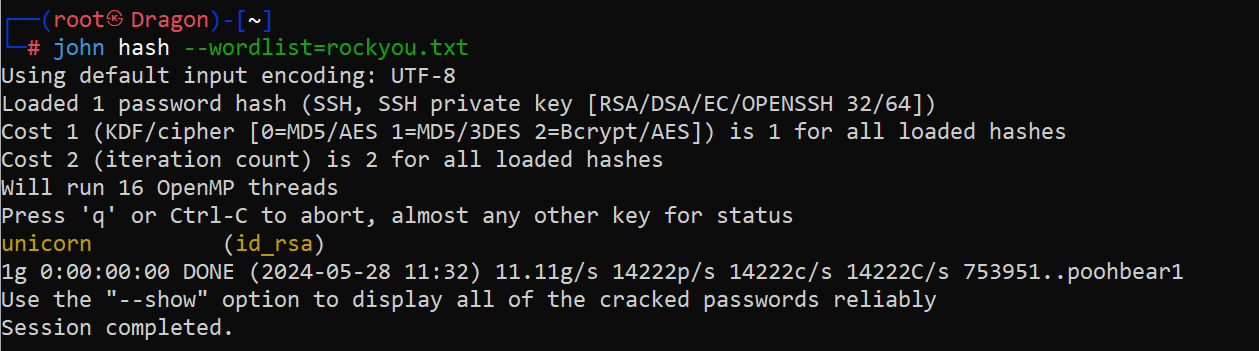 ┌──(root㉿Dragon)-[~]
└─# john hash --wordlist=rockyou.txt
Using default input encoding: UTF-8
Loaded 1 password hash (SSH, SSH private key [RSA/DSA/EC/OPENSSH 32/64])
Cost 1 (KDF/cipher [0=MD5/AES 1=MD5/3DES 2=Bcrypt/AES]) is 1 for all loaded hashes
Cost 2 (iteration count) is 2 for all loaded hashes
Will run 16 OpenMP threads
Press 'q' or Ctrl-C to abort, almost any other key for status
unicorn          (id_rsa)
1g 0:00:00:00 DONE (2024-05-28 11:32) 11.11g/s 14222p/s 14222c/s 14222C/s 753951..poohbear1
Use the "--show" option to display all of the cracked passwords reliably
Session completed.